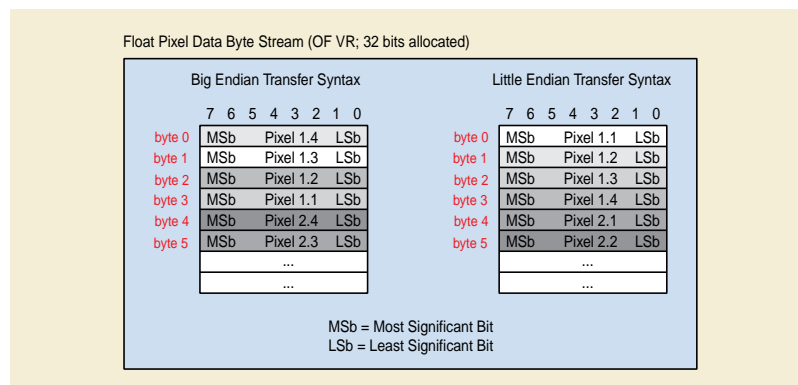 Float Pixel Data Byte Stream (OF VR; 32 bits allocated)
Big Endian Transfer Syntax
7 6 5 4 3 2 1 0
byte 0 MSb Pixel 1.4 LSb
byte 1 MSb Pixel 1.3 LSb
byte 2 MSb Pixel 1.2 LSb
byte 3 MSb Pixel 1.1 LSb
byte 4 MSb Pixel 2.4 LSb
byte 5 MSb Pixel 2.3 LSb
...
...
Little Endian Transfer Syntax
7 6 5 4 3 2 1 0
byte 0 MSb Pixel 1.1 LSb
byte 1 MSb Pixel 1.2 LSb
byte 2 MSb Pixel 1.3 LSb
byte 3 MSb Pixel 1.4 LSb
byte 4 MSb Pixel 2.1 LSb
byte 5 MSb Pixel 2.2 LSb
...
...
MSb = Most Significant Bit
LSb = Least Significant Bit